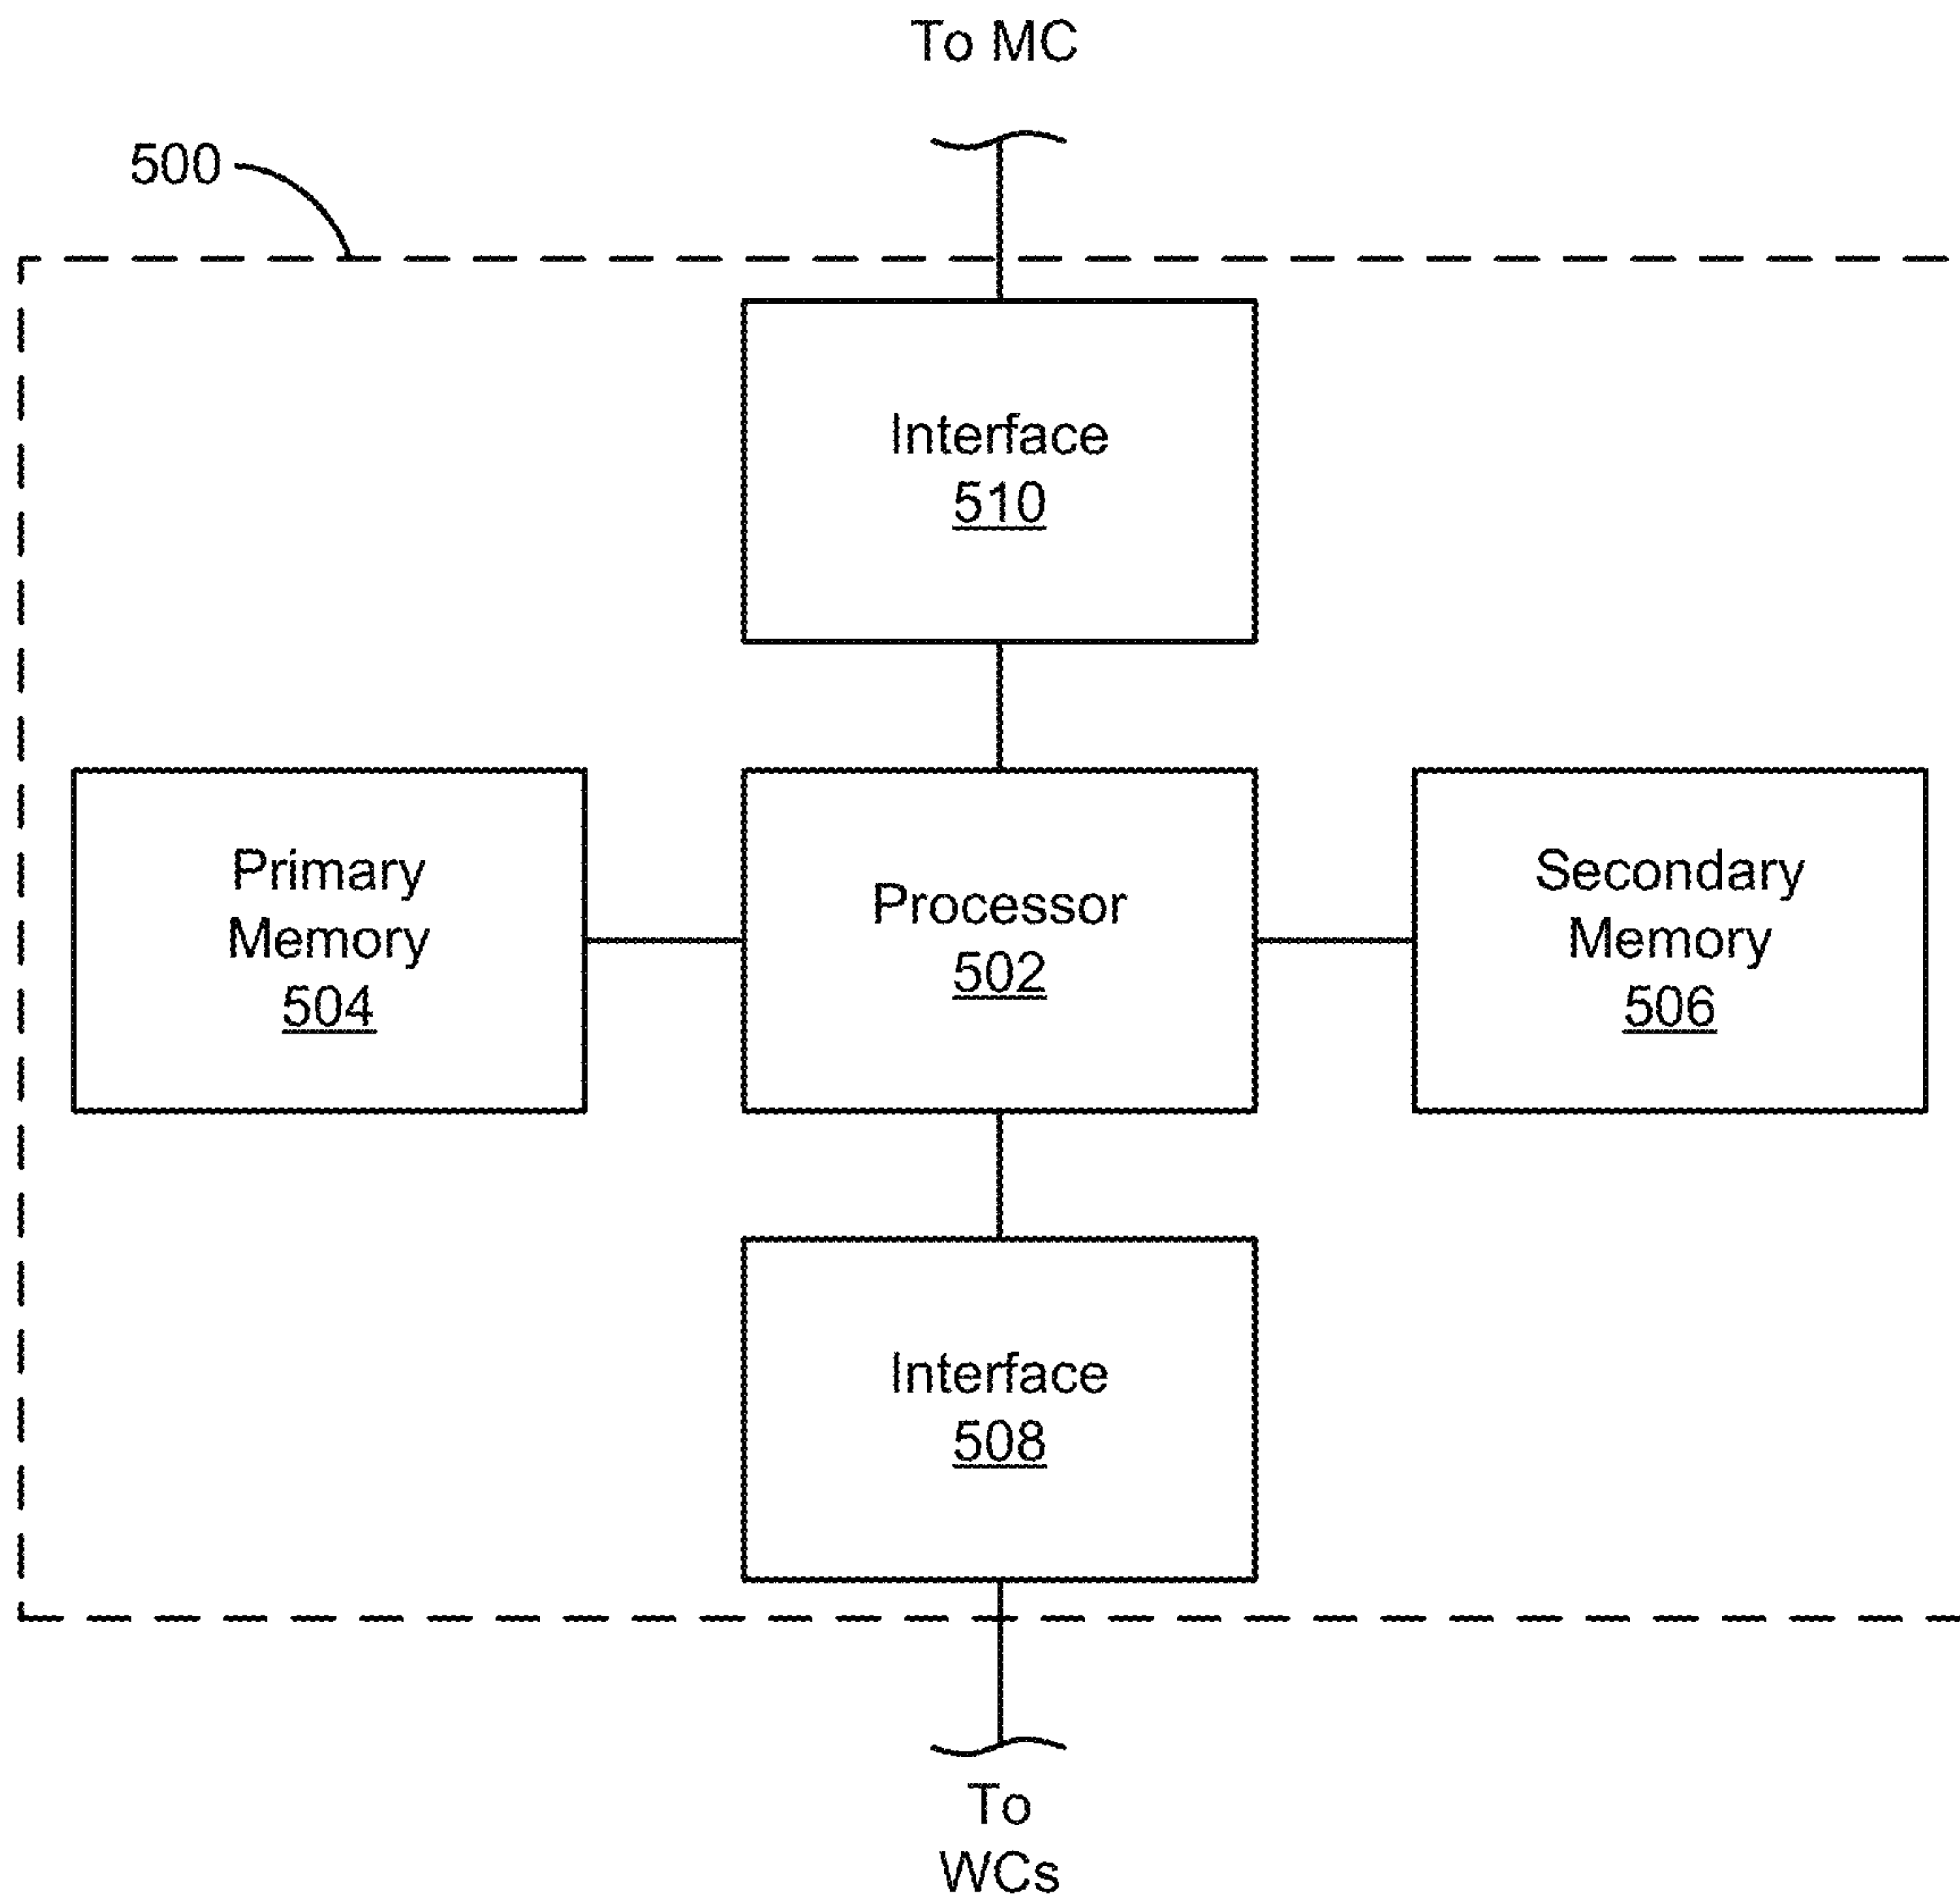 To MC
500
Interface
510
Primary
Memory
504
Processor
502
Secondary
Memory
506
Interface
508
To
WCs